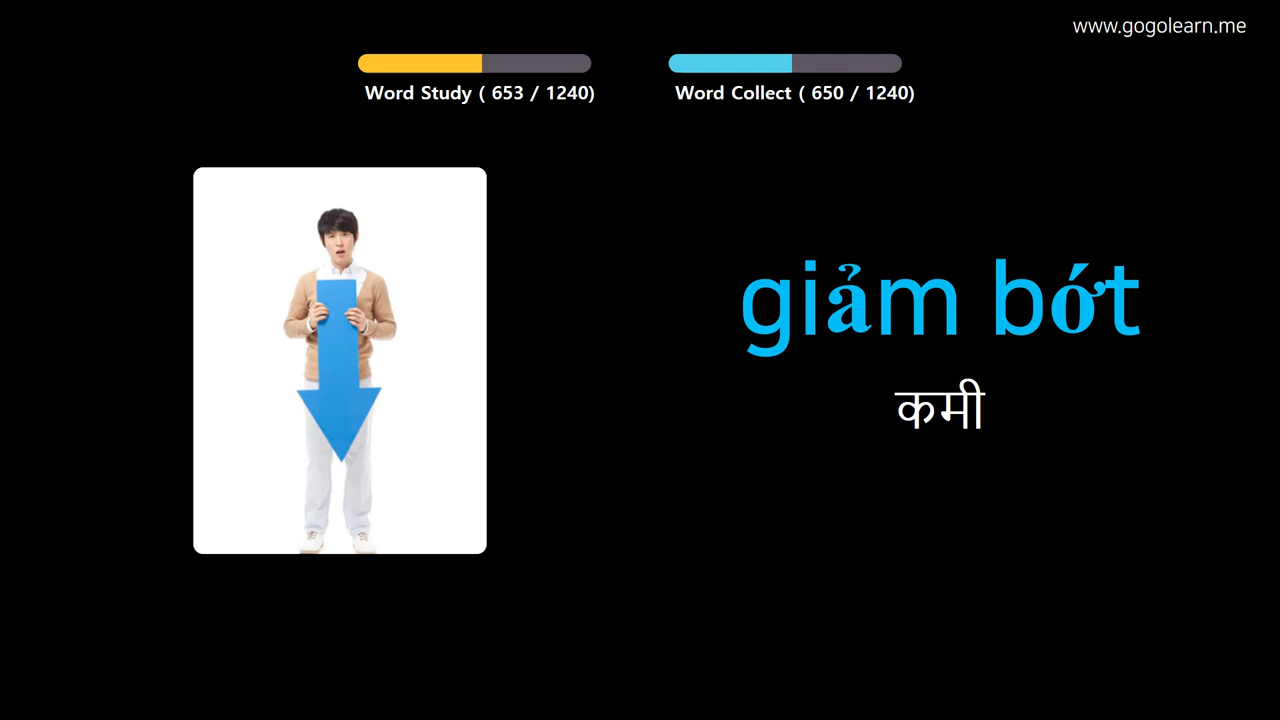 www.gogolearn.me
Word Study ( 653 / 1240)
Word Collect ( 650 / 1240)
giảm bớt
कमी